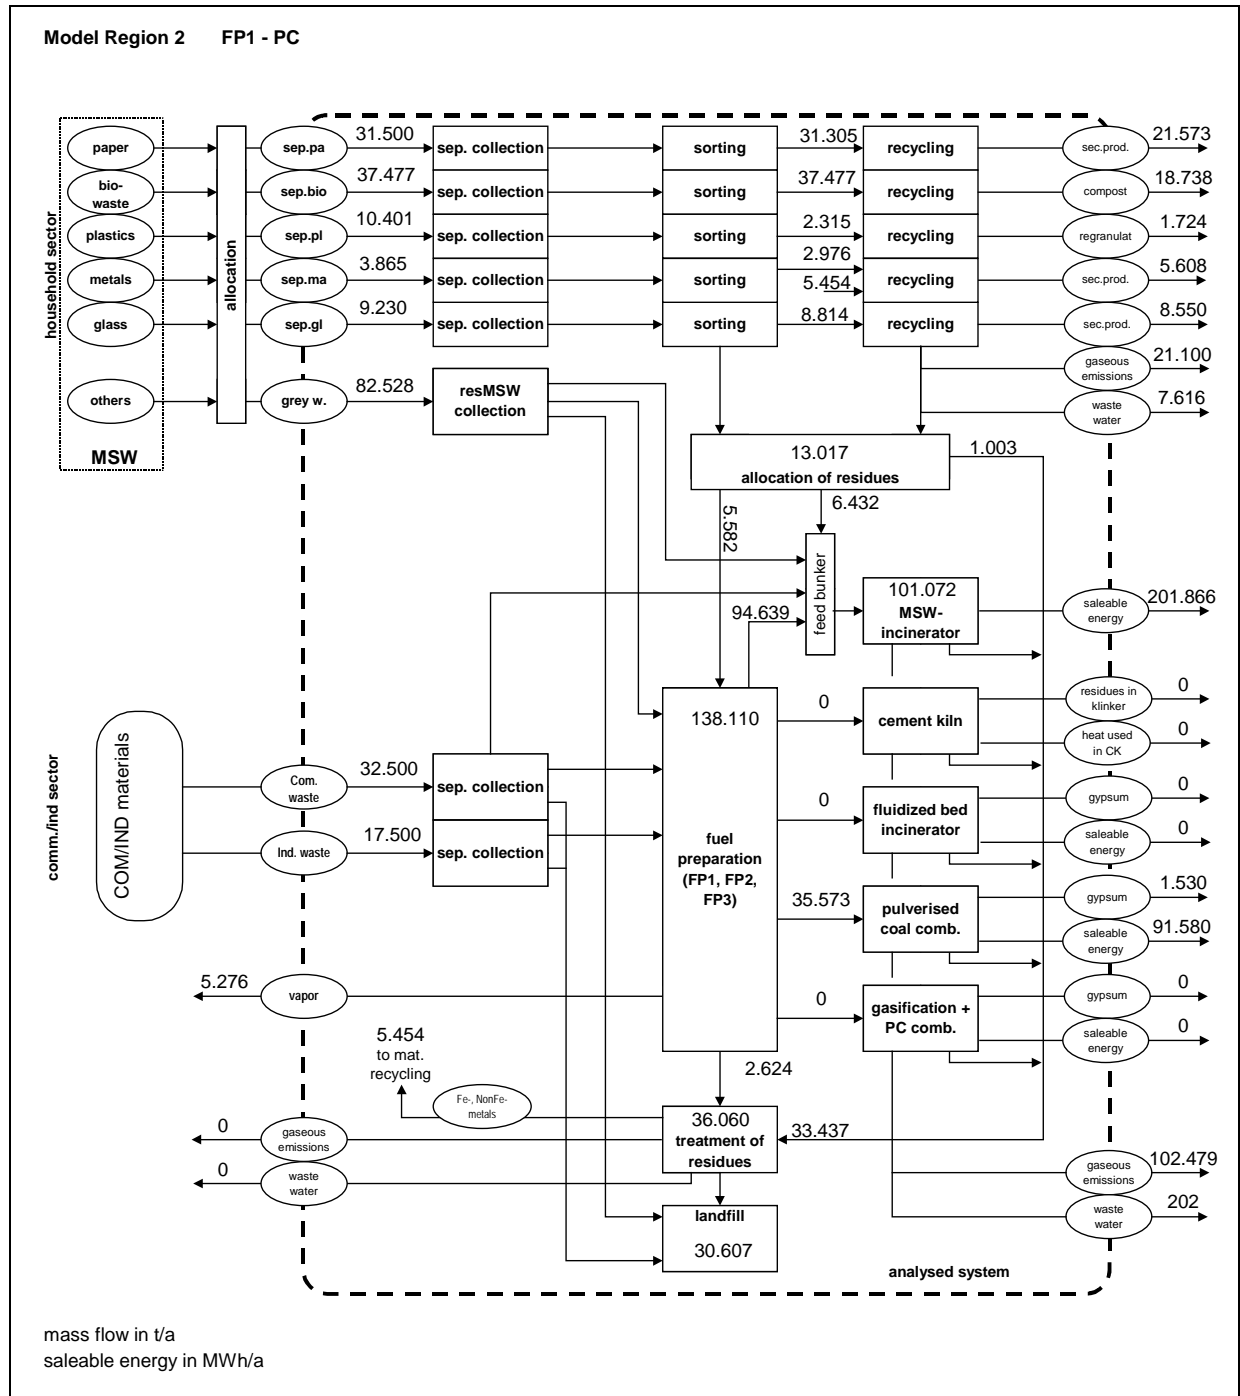 Model Region 2 FP1 - PC
household sector
paper
bio-
waste
plastics
metals
glass
others
MSW
allocation
sep.pa
31.500
sep. collection
sorting
31.305
recycling
sec.prod.
21.573
sep.bio
37.477
sep. collection
sorting
37.477
recycling
compost
18.738
sep.pl
10.401
sep. collection
sorting
2.315
recycling
regranulat
1.724
sep.ma
3.865
sep. collection
sorting
2.976
5.454
recycling
sec.prod.
5.608
sep.gl
9.230
sep. collection
sorting
8.814
recycling
sec.prod.
8.550
gaseous
emissions
21.100
waste
water
7.616
grey w.
82.528
resMSW
collection
13.017
allocation of residues
1.003
5.582
6.432
feed bunker
94.639
101.072
MSW-
incinerator
saleable
energy
201.866
comm./ind sector
COM/IND materials
Com.
waste
32.500
sep. collection
Ind. waste
17.500
sep. collection
138.110
fuel
preparation
(FP1, FP2,
FP3)
0
cement kiln
residues in
klinker
0
heat used
in CK
0
0
fluidized bed
incinerator
gypsum
0
saleable
energy
0
35.573
pulverised
coal comb.
gypsum
1.530
saleable
energy
91.580
0
gasification +
PC comb.
gypsum
0
saleable
energy
0
5.276
vapor
5.454
to mat.
recycling
Fe-, NonFe-
metals
2.624
36.060
treatment of
residues
33.437
0
gaseous
emissions
0
waste
water
landfill
30.607
gaseous
emissions
102.479
waste
water
202
analysed system
mass flow in t/a
saleable energy in MWh/a